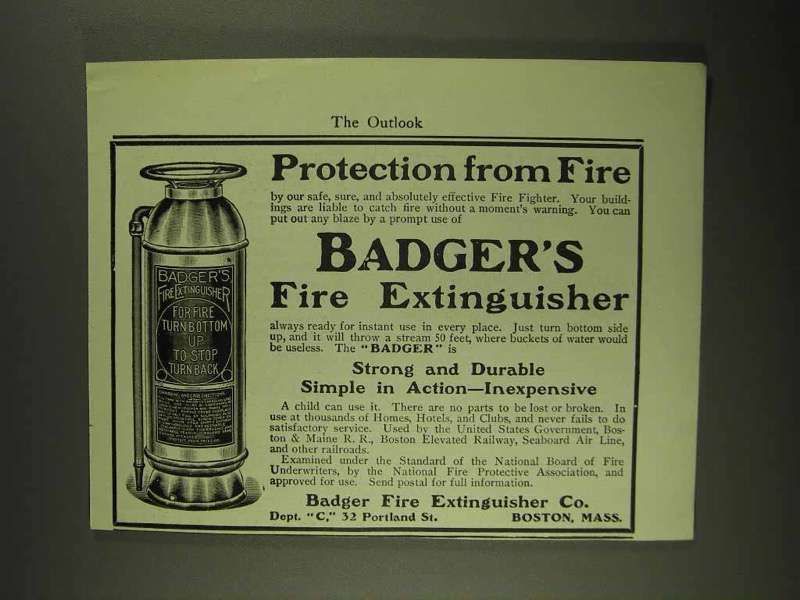 The Outlook
Protection from Fire
by our safe, sure, and absolutely effective Fire Fighter. Your build-
ings are liable to catch fire without a moment's warning. You can
put out any blaze by a prompt use of
BADGER'S
Fire Extinguisher
always ready for instant use in every place. Just turn bottom side
up, and it will throw a stream 50 feet, where buckets of water would
be useless. The "BADGER" is
Strong and Durable
Simple in Action—Inexpensive
A child can use it. There are no parts to be lost or broken. In
use at thousands of Homes, Hotels, and Clubs, and never fails to do
satisfactory service. Used by the United States Government, Bos-
ton & Maine R. R., Boston Elevated Railway, Seaboard Air Line,
and other railroads.
Examined under the Standard of the National Board of Fire
Underwriters, by the National Fire Protective Association, and
approved for use. Send postal for full information.
Badger Fire Extinguisher Co.
Dept. "C," 32 Portland St. BOSTON, MASS.
BADGER'S
FIRE EXTINGUISHER
FOR FIRE
TURN BOTTOM
UP
TO STOP
TURN BACK